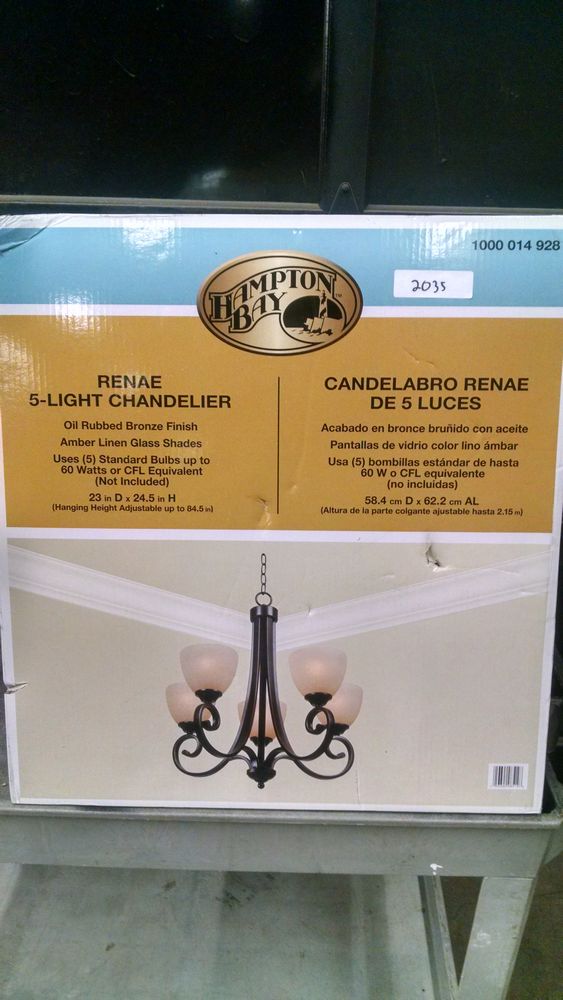 1000 014 928
HAMPTON
BAY
TM
2035
RENAE
5-LIGHT CHANDELIER
Oil Rubbed Bronze Finish
Amber Linen Glass Shades
Uses (5) Standard Bulbs up to
60 Watts or CFL Equivalent
(Not Included)
23 in D x 24.5 in H
(Hanging Height Adjustable up to 84.5 in)
CANDELABRO RENAE
DE 5 LUCES
Acabado en bronce bruñido con aceite
Pantallas de vidrio color lino ámbar
Usa (5) bombillas estándar de hasta
60 W o CFL equivalente
(no incluídas)
58.4 cm D x 62.2 cm AL
(Altura de la parte colgante ajustable hasta 2.15 m)